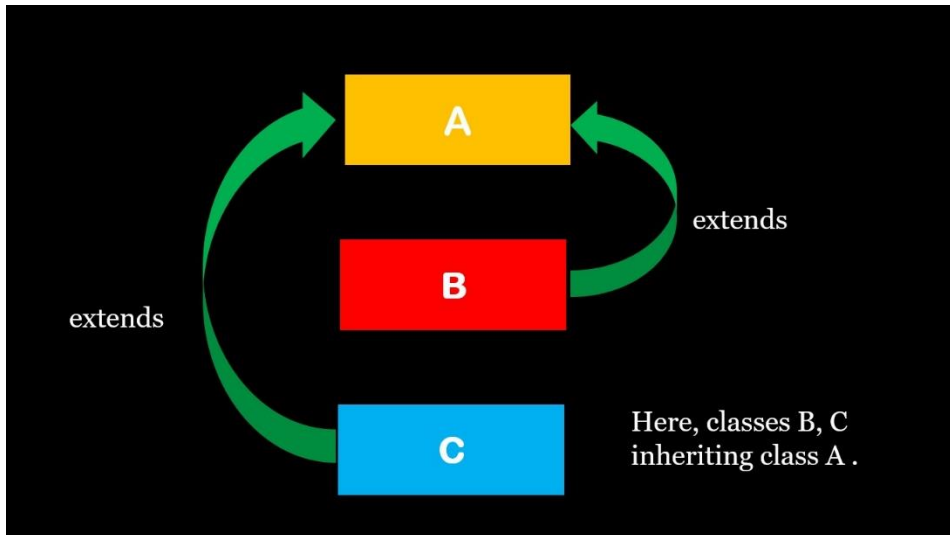 A
extends
B
extends
C
Here, classes B, C
inheriting class A .